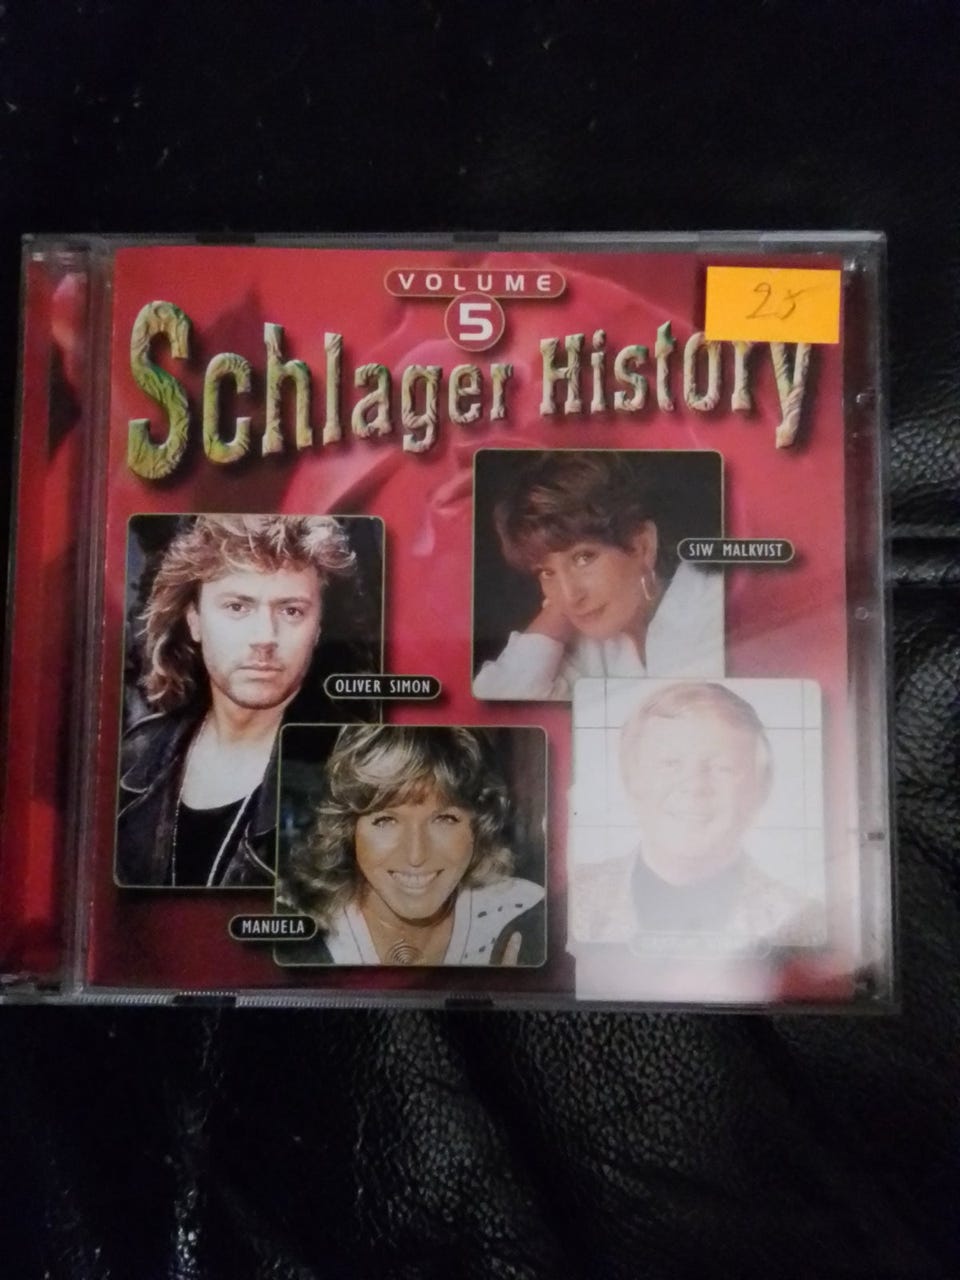 VOLUME
5
25
Schlager History
SIW MALKVIST
OLIVER SIMON
MANUELA